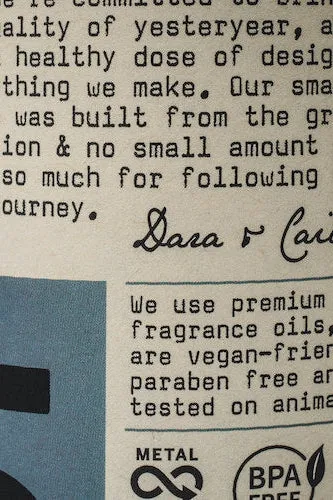 committed to
ality of yesteryear, a
healthy dose of desig
thing we make. Our sma
was built from the gr
ion & no small amount
so much for following
ourney.
Dara &
We use premium
fragrance oils,
are vegan-frien
paraben free an
tested on anima
METAL
BPA
FREE